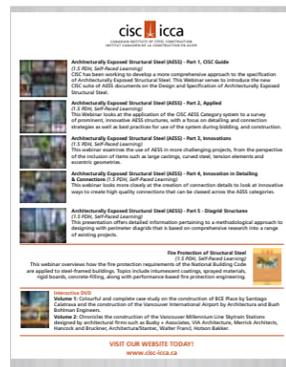 cisc icca
CANADIAN INSTITUTE OF STEEL CONSTRUCTION
INSTITUT CANADIEN DE LA CONSTRUCTION EN ACIER
Architecturally Exposed Structural Steel (AESS) - Part 1, CISC Guide
(1.5 PDH, Self-Paced Learning)
CISC has been working to develop a more comprehensive approach to the specification
of Architecturally Exposed Structural Steel. This Webinar serves to introduce the new
CISC suite of AESS documents on the Design and Specification of Architecturally Exposed
Structural Steel.
Architecturally Exposed Structural Steel (AESS) - Part 2, Applied
(1.5 PDH, Self-Paced Learning)
This Webinar looks at the application of the CISC AESS Category system to a survey
of prominent, innovative AESS structures, with a focus on detailing and connection
strategies as well as best practices for use of the system during bidding, and construction.
Architecturally Exposed Structural Steel (AESS) - Part 3, Innovations
(1.5 PDH, Self-Paced Learning)
This webinar examines the use of AESS in more challenging projects, from the perspective
of the inclusion of items such as large castings, curved steel, tension elements and
eccentric geometries.
Architecturally Exposed Structural Steel (AESS) - Part 4, Innovation in Detailing
& Connections (1.5 PDH, Self-Paced Learning)
This webinar looks more closely at the creation of connection details to look at innovative
ways to create high quality connections that can be classed across the AESS categories.
Architecturally Exposed Structural Steel (AESS) - Part 5 - Diagrid Structures
(1.5 PDH, Self-Paced Learning)
This presentation offers detailed information pertaining to a methodological approach to
designing with perimeter diagrids that is based on comprehensive research into a range
of existing projects.
Fire Protection of Structural Steel
(1.5 PDH, Self-Paced Learning)
This webinar overviews how the fire protection requirements of the National Building Code
are applied to steel-framed buildings. Topics include intumescent coatings, sprayed materials,
rigid boards, concrete-filling, along with performance-based fire protection engineering.
Interactive DVD
Volume 1: Colourful and complete case study on the construction of BCE Place by Santiago
Calatrava and the construction of the Vancouver International Airport by Architectura and Bush
Bohlman Engineers.
Volume 2: Chronicles the construction of the Vancouver Millennium Line Skytrain Stations
designed by architectural firms such as Busby + Associates, VIA Architecture, Merrick Architects,
Hancock and Bruckner, Architectura/Stantec, Walter Francl, Hotson Bakker.
VISIT OUR WEBSITE TODAY!
www.cisc-icca.ca